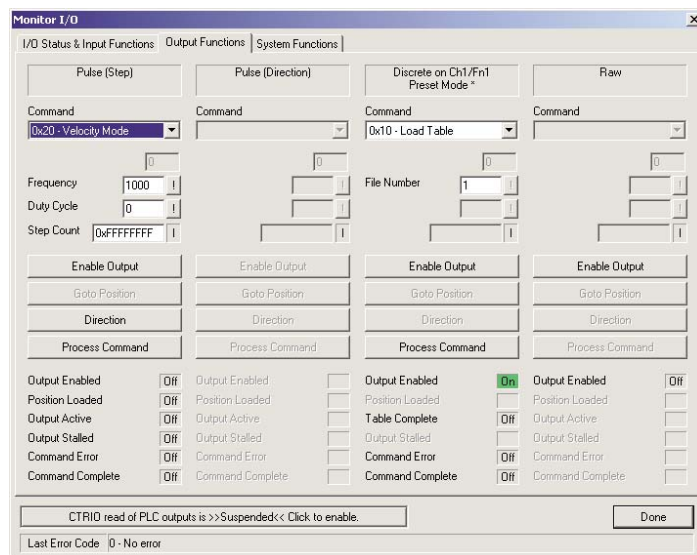 Monitor I/O
I/O Status & Input Functions Output Functions System Functions
Pulse (Step) Pulse (Direction) Discrete on Ch1/Fn1 Raw
Preset Mode *
Command Command Command Command
0x20 - Velocity Mode 0x10 - Load Table
0 0 0 0
Frequency 1000 ! ! File Number 1 ! !
Duty Cycle 0 ! ! ! !
Step Count 0xFFFFFFFF ! ! ! !
Enable Output Enable Output Enable Output Enable Output
Goto Position Goto Position Goto Position Goto Position
Direction Direction Direction Direction
Process Command Process Command Process Command Process Command
Output Enabled Off Output Enabled Output Enabled On Output Enabled Off
Position Loaded Off Position Loaded Position Loaded Position Loaded
Output Active Off Output Active Table Complete Off Output Active
Output Stalled Off Output Stalled Output Stalled Output Stalled
Command Error Off Command Error Command Error Off Command Error
Command Complete Off Command Complete Command Complete Off Command Complete
CTRIO read of PLC outputs is >>Suspended<< Click to enable. Done
Last Error Code 0 - No error